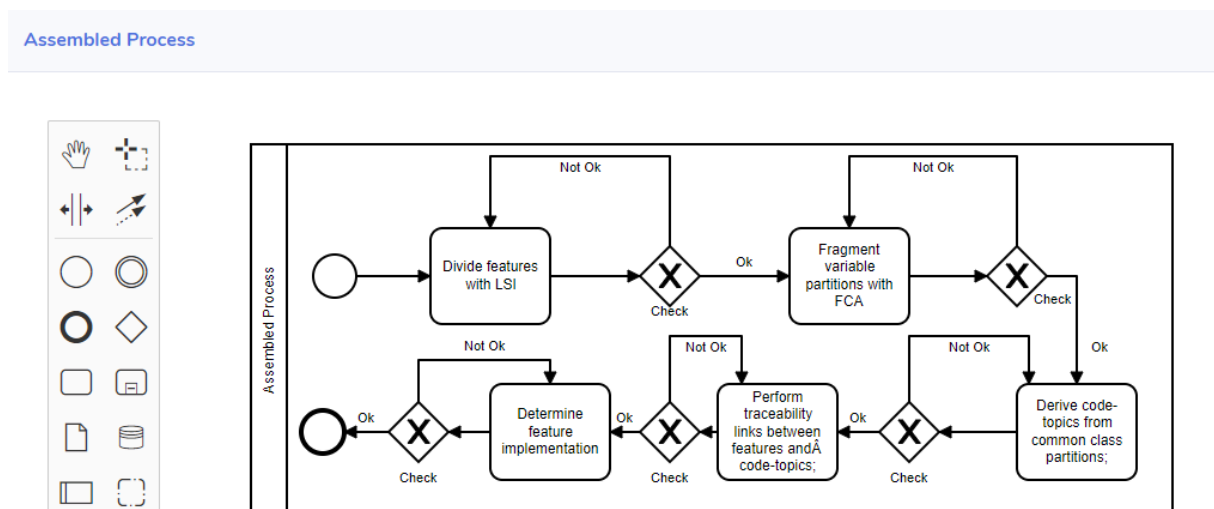 Assembled Process
Assembled Process
Not Ok
Divide features
with LSI
Check
Ok
Not Ok
Fragment
variable
partitions with
FCA
Check
Ok
Not Ok
Derive code-
topics from
common class
partitions;
Check
Ok
Not Ok
Perform
traceability
links between
features andÂ
code-topics;
Check
Ok
Not Ok
Determine
feature
implementation
Check
Ok